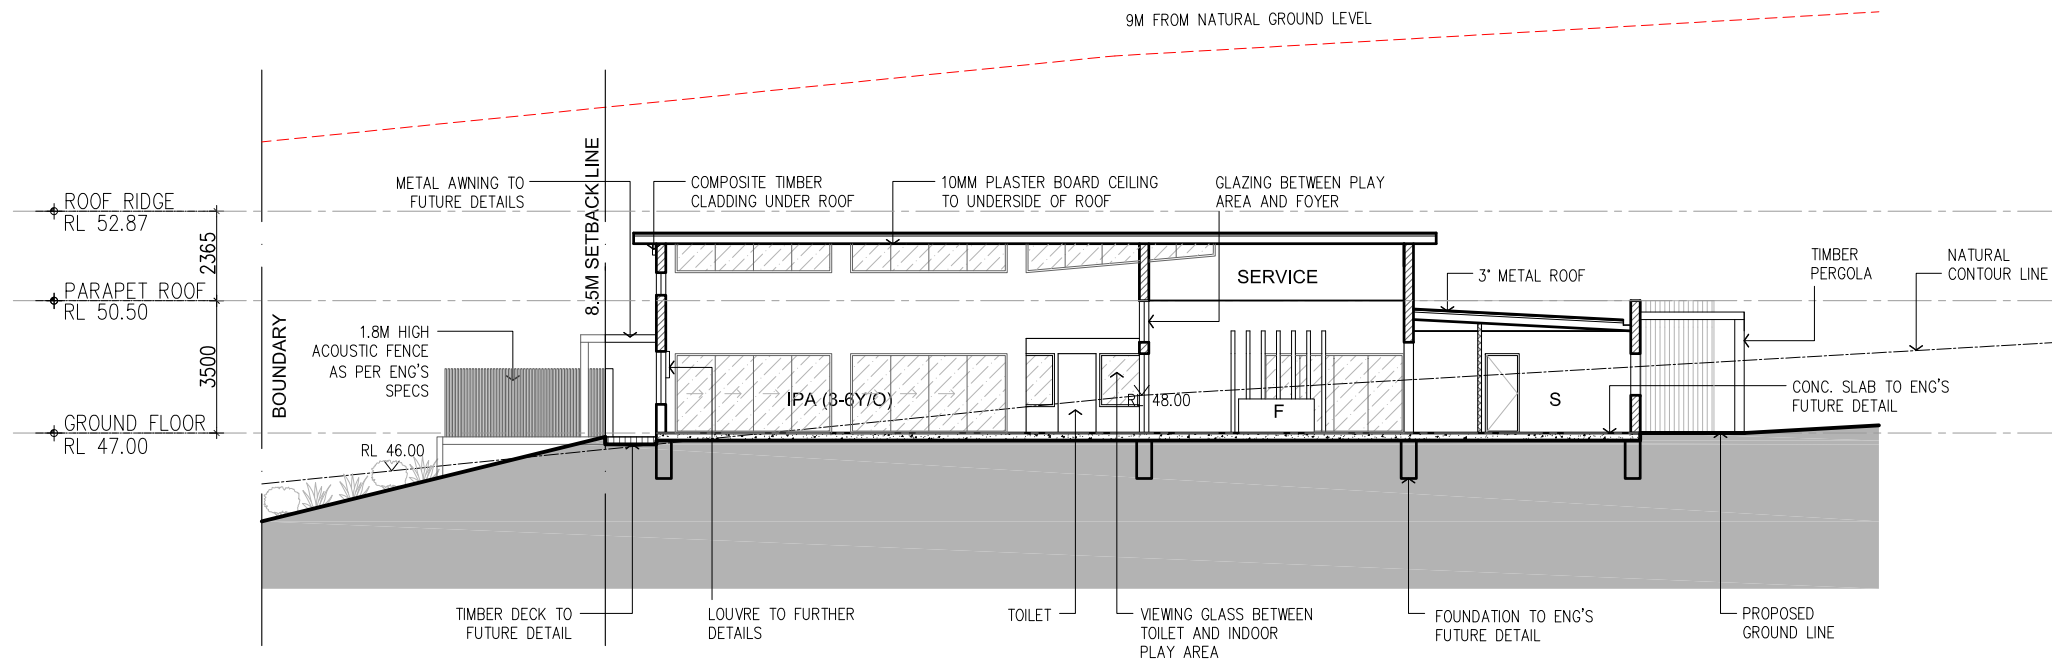 9M FROM NATURAL GROUND LEVEL
8.5M SETBACK LINE
BOUNDARY
METAL AWNING TO
FUTURE DETAILS
COMPOSITE TIMBER
CLADDING UNDER ROOF
10MM PLASTER BOARD CEILING
TO UNDERSIDE OF ROOF
GLAZING BETWEEN PLAY
AREA AND FOYER
ROOF RIDGE
RL 52.87
2365
PARAPET ROOF
RL 50.50
3500
GROUND FLOOR
RL 47.00
SERVICE
3° METAL ROOF
TIMBER
PERGOLA
NATURAL
CONTOUR LINE
1.8M HIGH
ACOUSTIC FENCE
AS PER ENG'S
SPECS
IPA (3-6Y/O)
RL 48.00
F
S
CONC. SLAB TO ENG'S
FUTURE DETAIL
RL 46.00
TIMBER DECK TO
FUTURE DETAIL
LOUVRE TO FURTHER
DETAILS
TOILET
VIEWING GLASS BETWEEN
TOILET AND INDOOR
PLAY AREA
FOUNDATION TO ENG'S
FUTURE DETAIL
PROPOSED
GROUND LINE